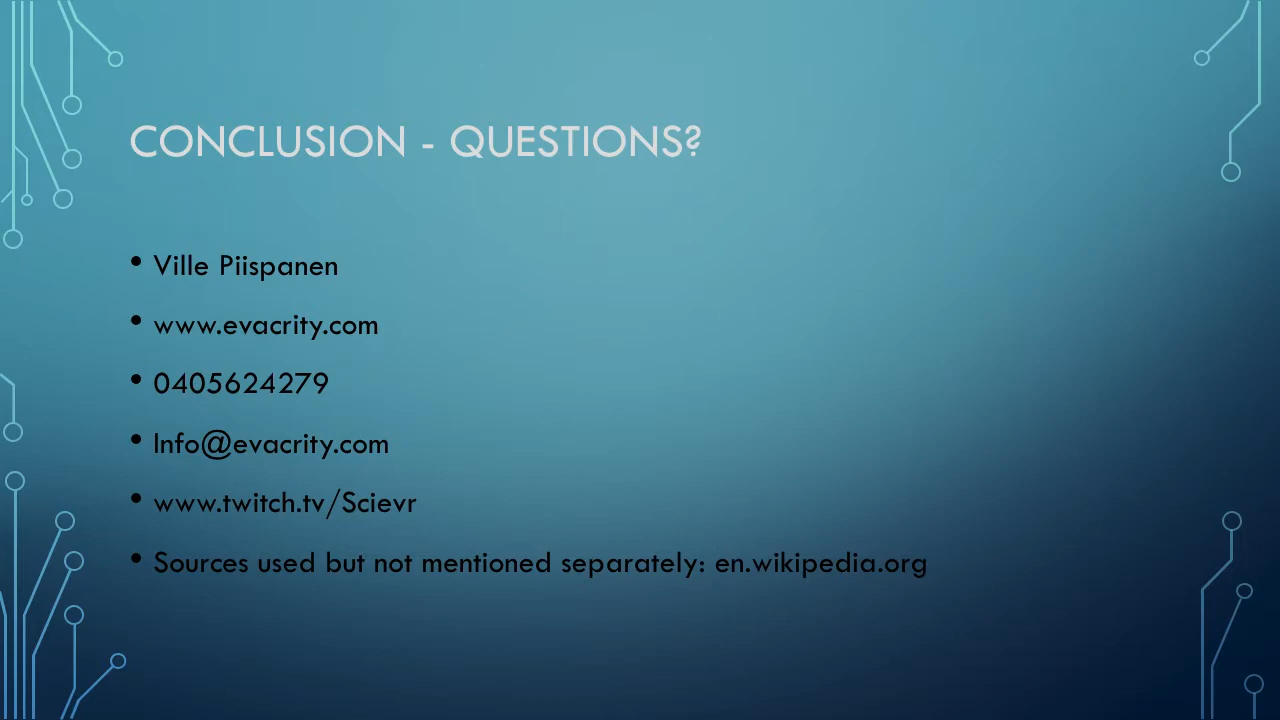 CONCLUSION - QUESTIONS?
• Ville Piispanen
• www.evacrity.com
• 0405624279
• Info@evacrity.com
• www.twitch.tv/Scievr
• Sources used but not mentioned separately: en.wikipedia.org